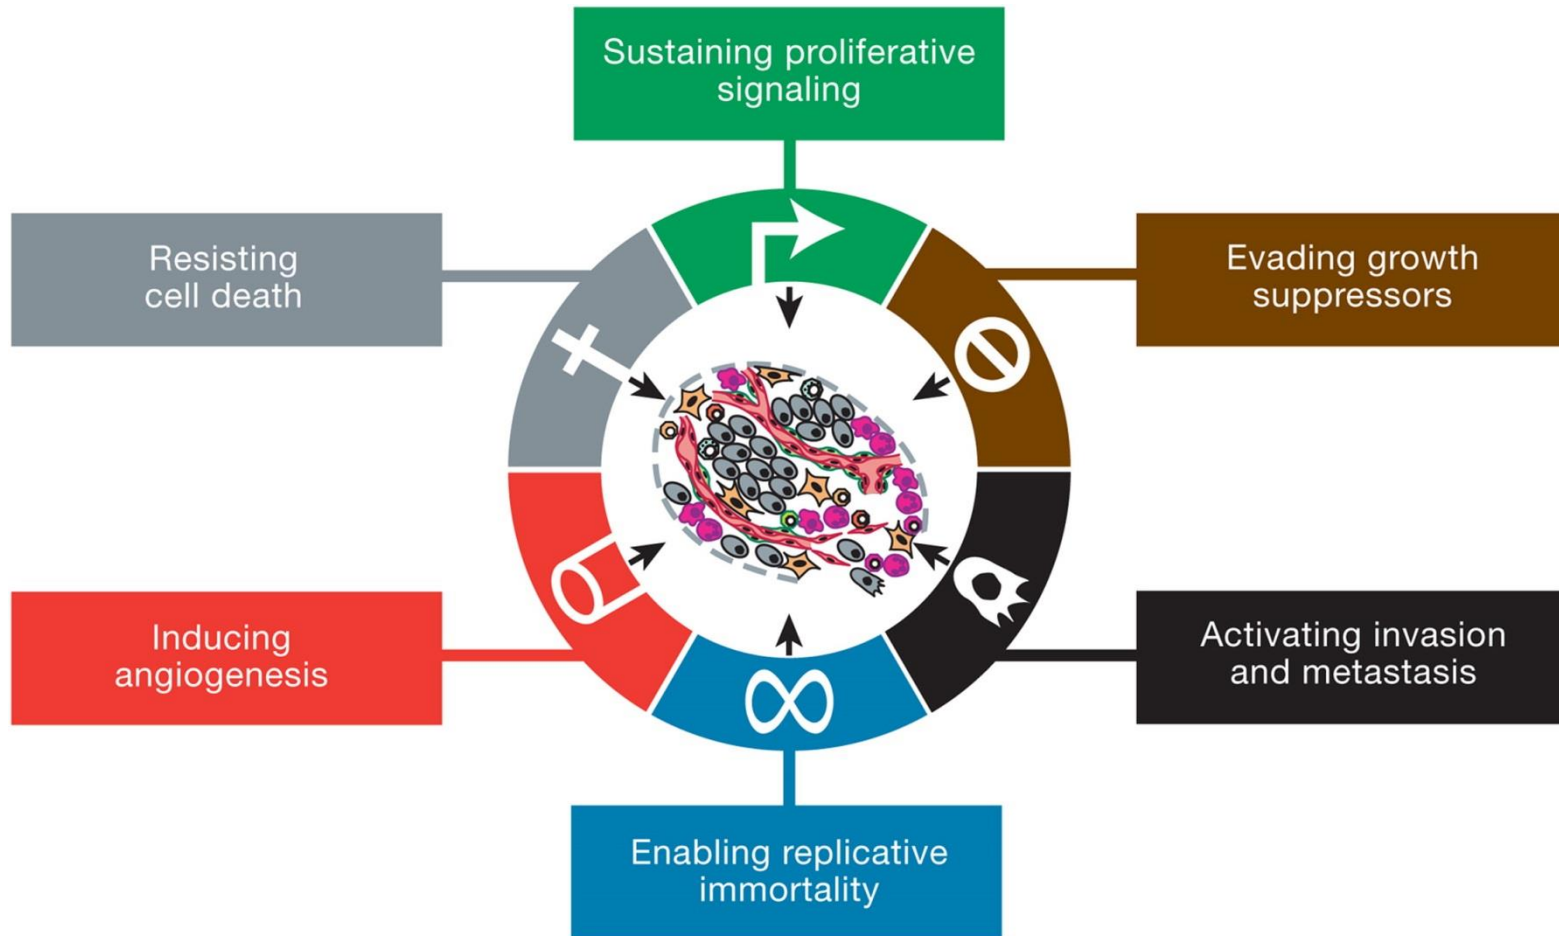 Sustaining proliferative
signaling
Resisting
cell death
Evading growth
suppressors
Inducing
angiogenesis
Activating invasion
and metastasis
Enabling replicative
immortality